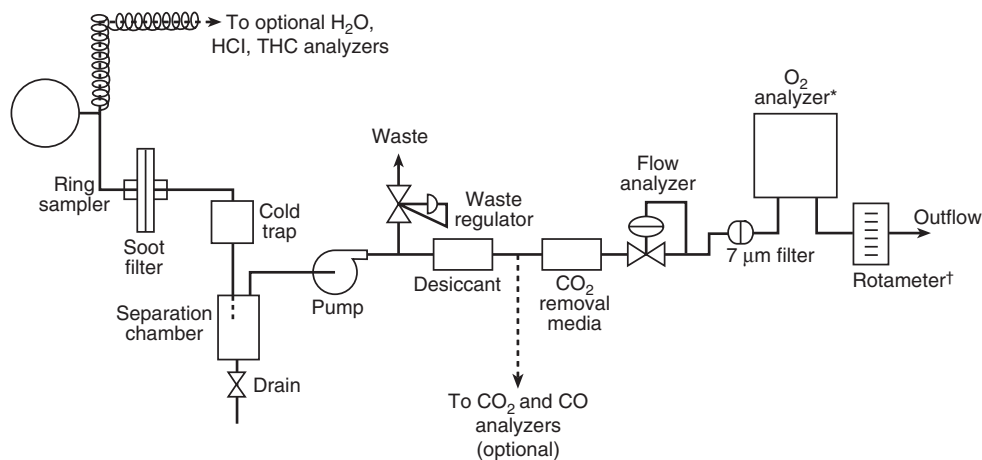 To optional H₂O,
HCl, THC analyzers
O₂
analyzer*
Waste
Flow
analyzer
Ring
sampler
Waste
regulator
Cold
trap
Outflow
Soot
filter
7 µm filter
Desiccant
CO₂
removal
media
Rotameter†
Pump
Separation
chamber
Drain
To CO₂ and CO
analyzers
(optional)